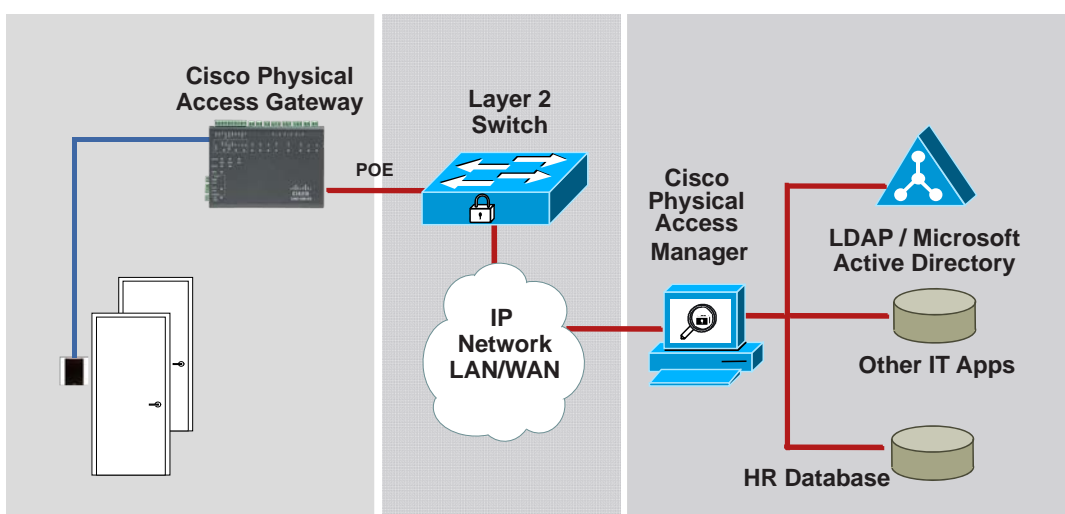 Cisco Physical
Access Gateway
CISCO
POE
Layer 2
Switch
IP
Network
LAN/WAN
Cisco
Physical
Access
Manager
LDAP / Microsoft
Active Directory
Other IT Apps
HR Database